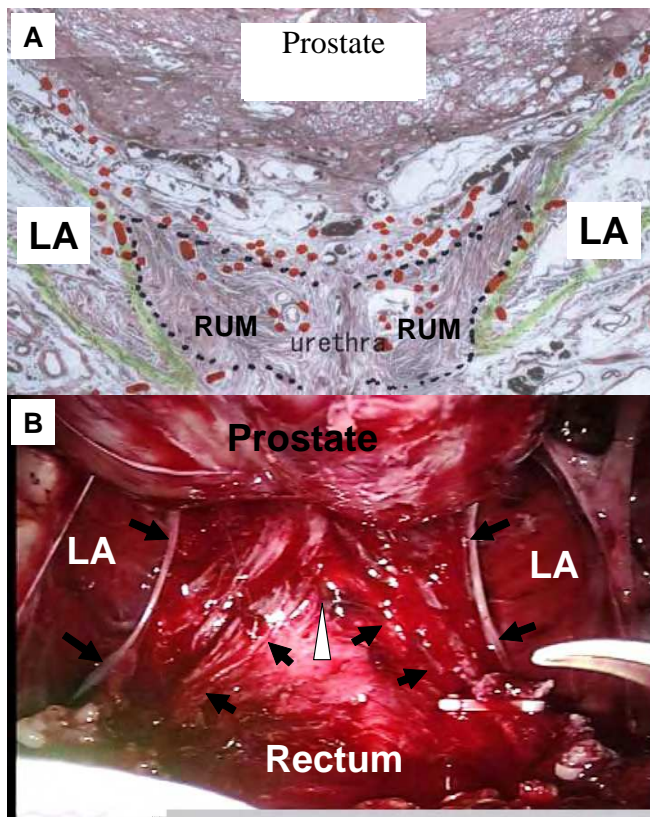 A
Prostate
LA
LA
RUM
RUM
urethra
B
Prostate
LA
LA
Rectum